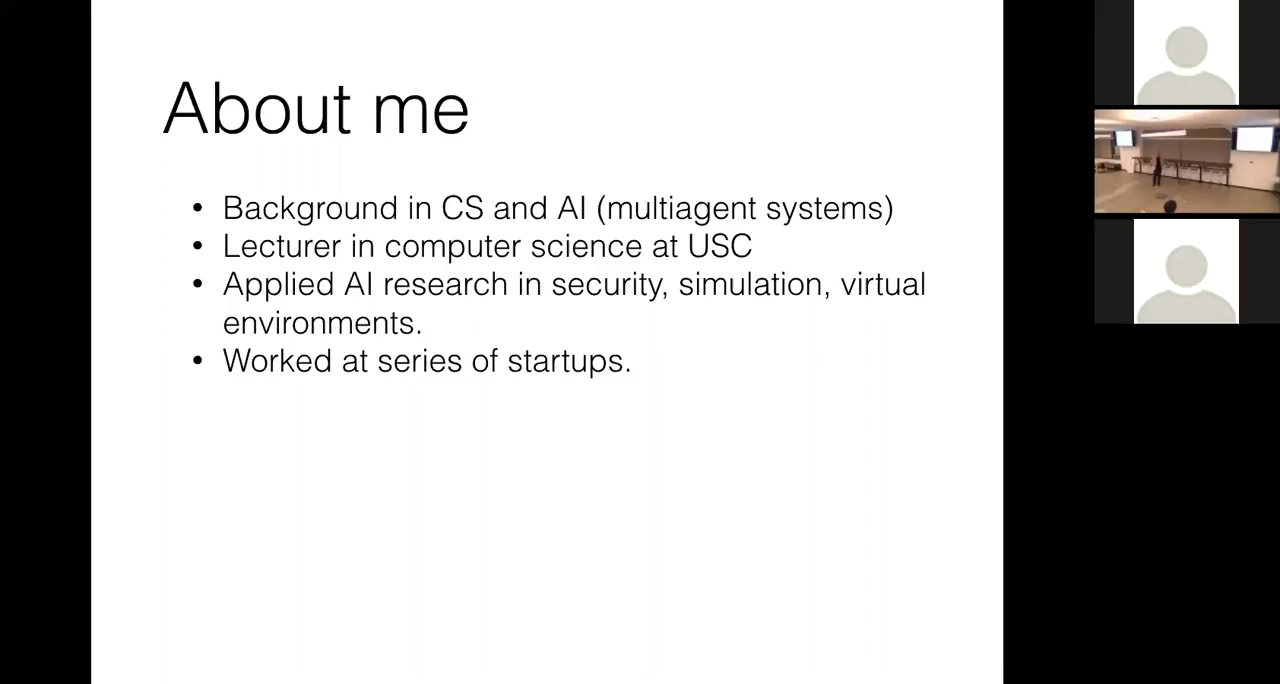 About me
• Background in CS and AI (multiagent systems)
• Lecturer in computer science at USC
• Applied AI research in security, simulation, virtual
environments.
• Worked at series of startups.